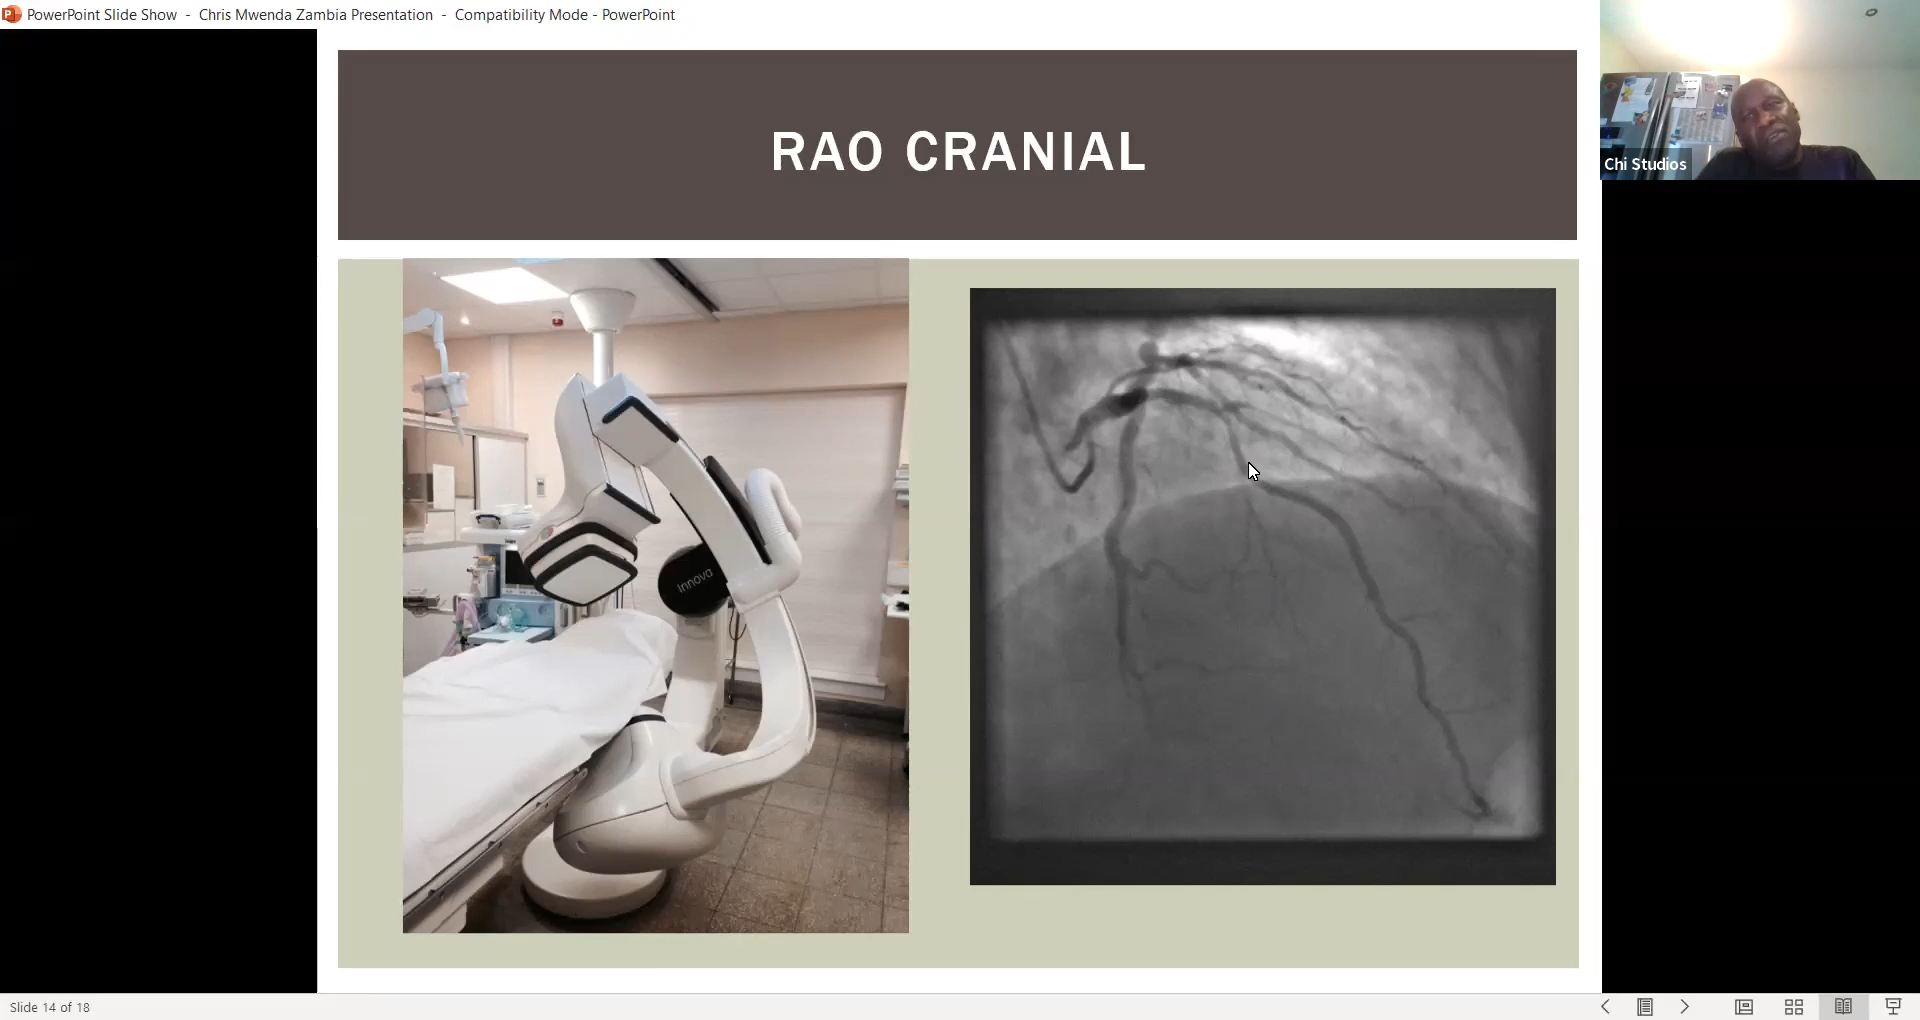 PowerPoint Slide Show - Chris Mwenda Zambia Presentation - Compatibility Mode - PowerPoint
RAO CRANIAL
Chi Studios
Innova
Slide 14 of 18